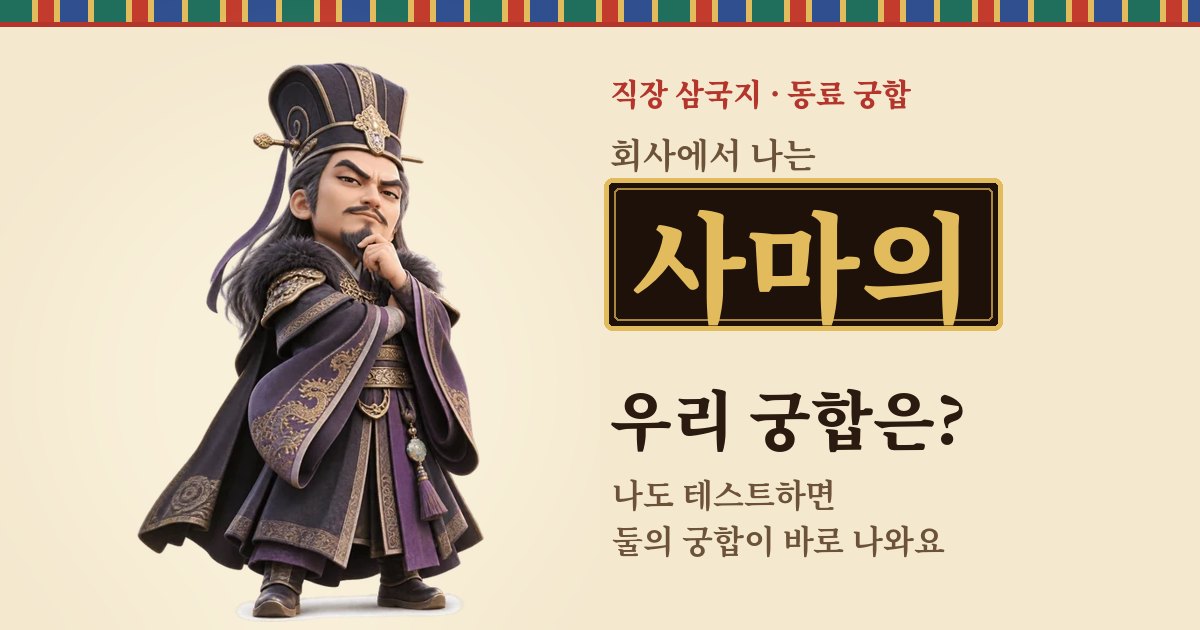 직장 삼국지 · 동료 궁합
회사에서 나는
사마의
우리 궁합은?
나도 테스트하면
둘의 궁합이 바로 나와요